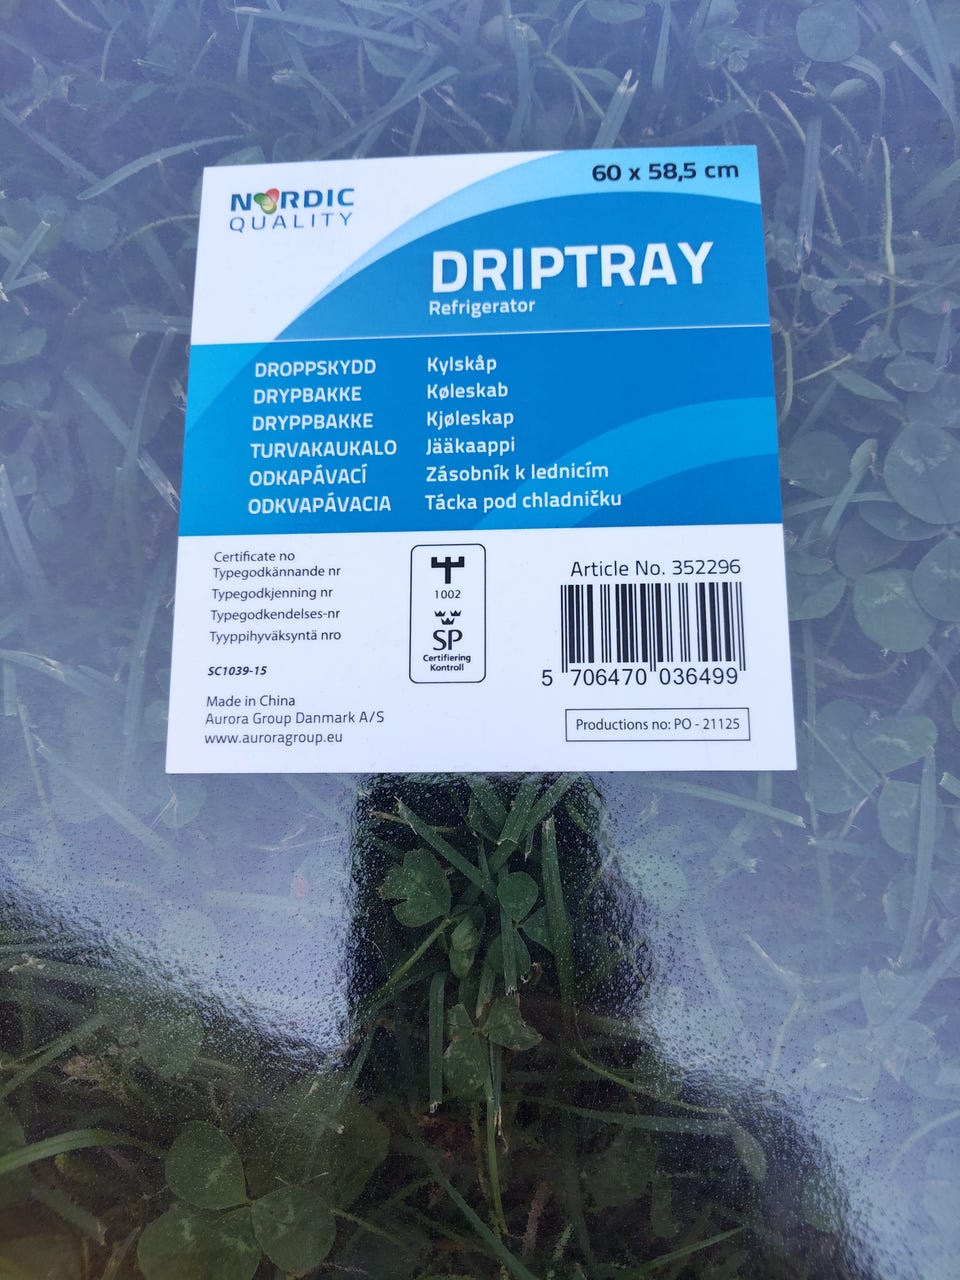 60 x 58,5 cm
NORDIC
QUALITY
DRIPTRAY
Refrigerator
DROPPSKYDD Kylskåp
DRYPBAKKE Køleskab
DRYPPBAKKE Kjøleskap
TURVAKAUKALO Jääkaappi
ODKAPÁVACÍ Zásobník k lednicím
ODKVAPÁVACIA Tácka pod chladničku
Certificate no
Typegodkännande nr
Typegodkjenning nr
Typegodkendelses-nr
Tyyppihyväksyntä nro
SC1039-15
Made in China
Aurora Group Danmark A/S
www.auroragroup.eu
1002
SP
Certifiering
Kontroll
Article No. 352296
5 706470 036499
Productions no: PO - 21125